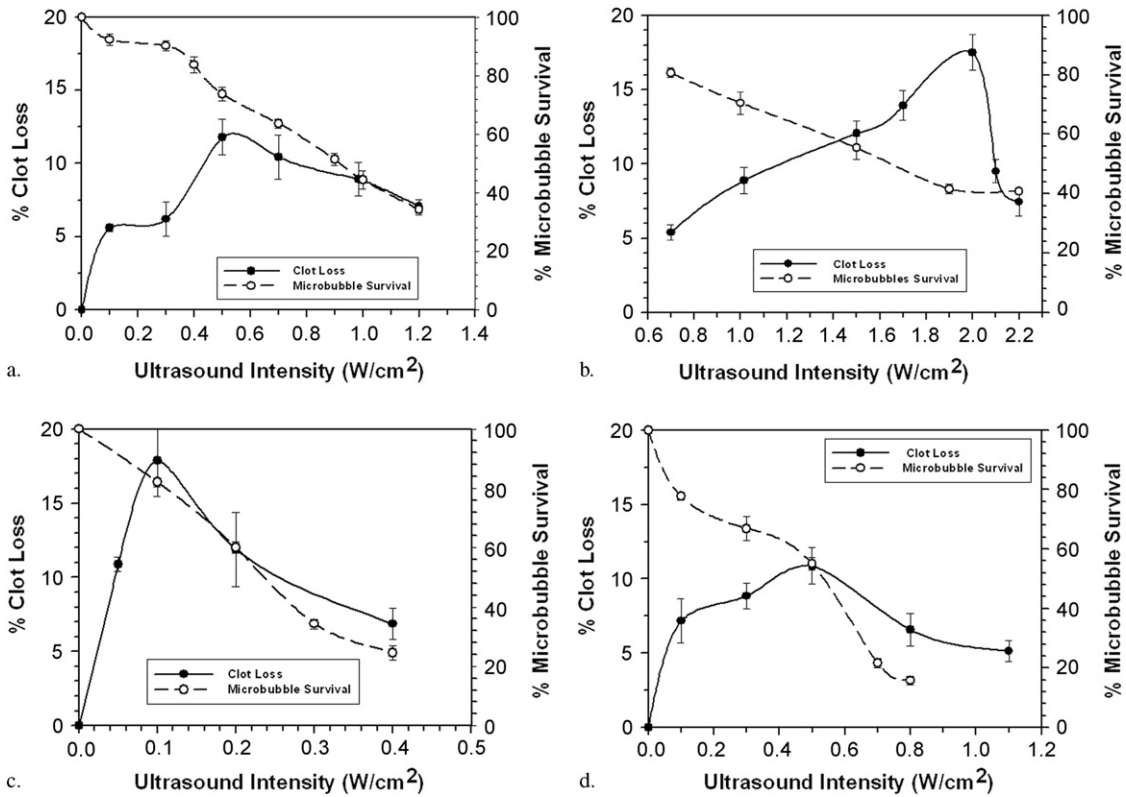 20
15
10
5
0
% Clot Loss
100
80
60
40
20
0
% Microbubble Survival
Clot Loss
Microbubble Survival
0.0 0.2 0.4 0.6 0.8 1.0 1.2 1.4
Ultrasound Intensity (W/cm2)
a.
20
15
10
5
0
% Clot Loss
100
80
60
40
20
0
% Microbubble Survival
Clot Loss
Microbubbles Survival
0.6 0.8 1.0 1.2 1.4 1.6 1.8 2.0 2.2
Ultrasound Intensity (W/cm2)
b.
20
15
10
5
0
% Clot Loss
100
80
60
40
20
0
% Microbubble Survival
Clot Loss
Microbubble Survival
0.0 0.1 0.2 0.3 0.4 0.5
Ultrasound Intensity (W/cm2)
c.
20
15
10
5
0
% Clot Loss
100
80
60
40
20
0
% Microbubble Survival
Clot Loss
Microbubble Survival
0.0 0.2 0.4 0.6 0.8 1.0 1.2
Ultrasound Intensity (W/cm2)
d.